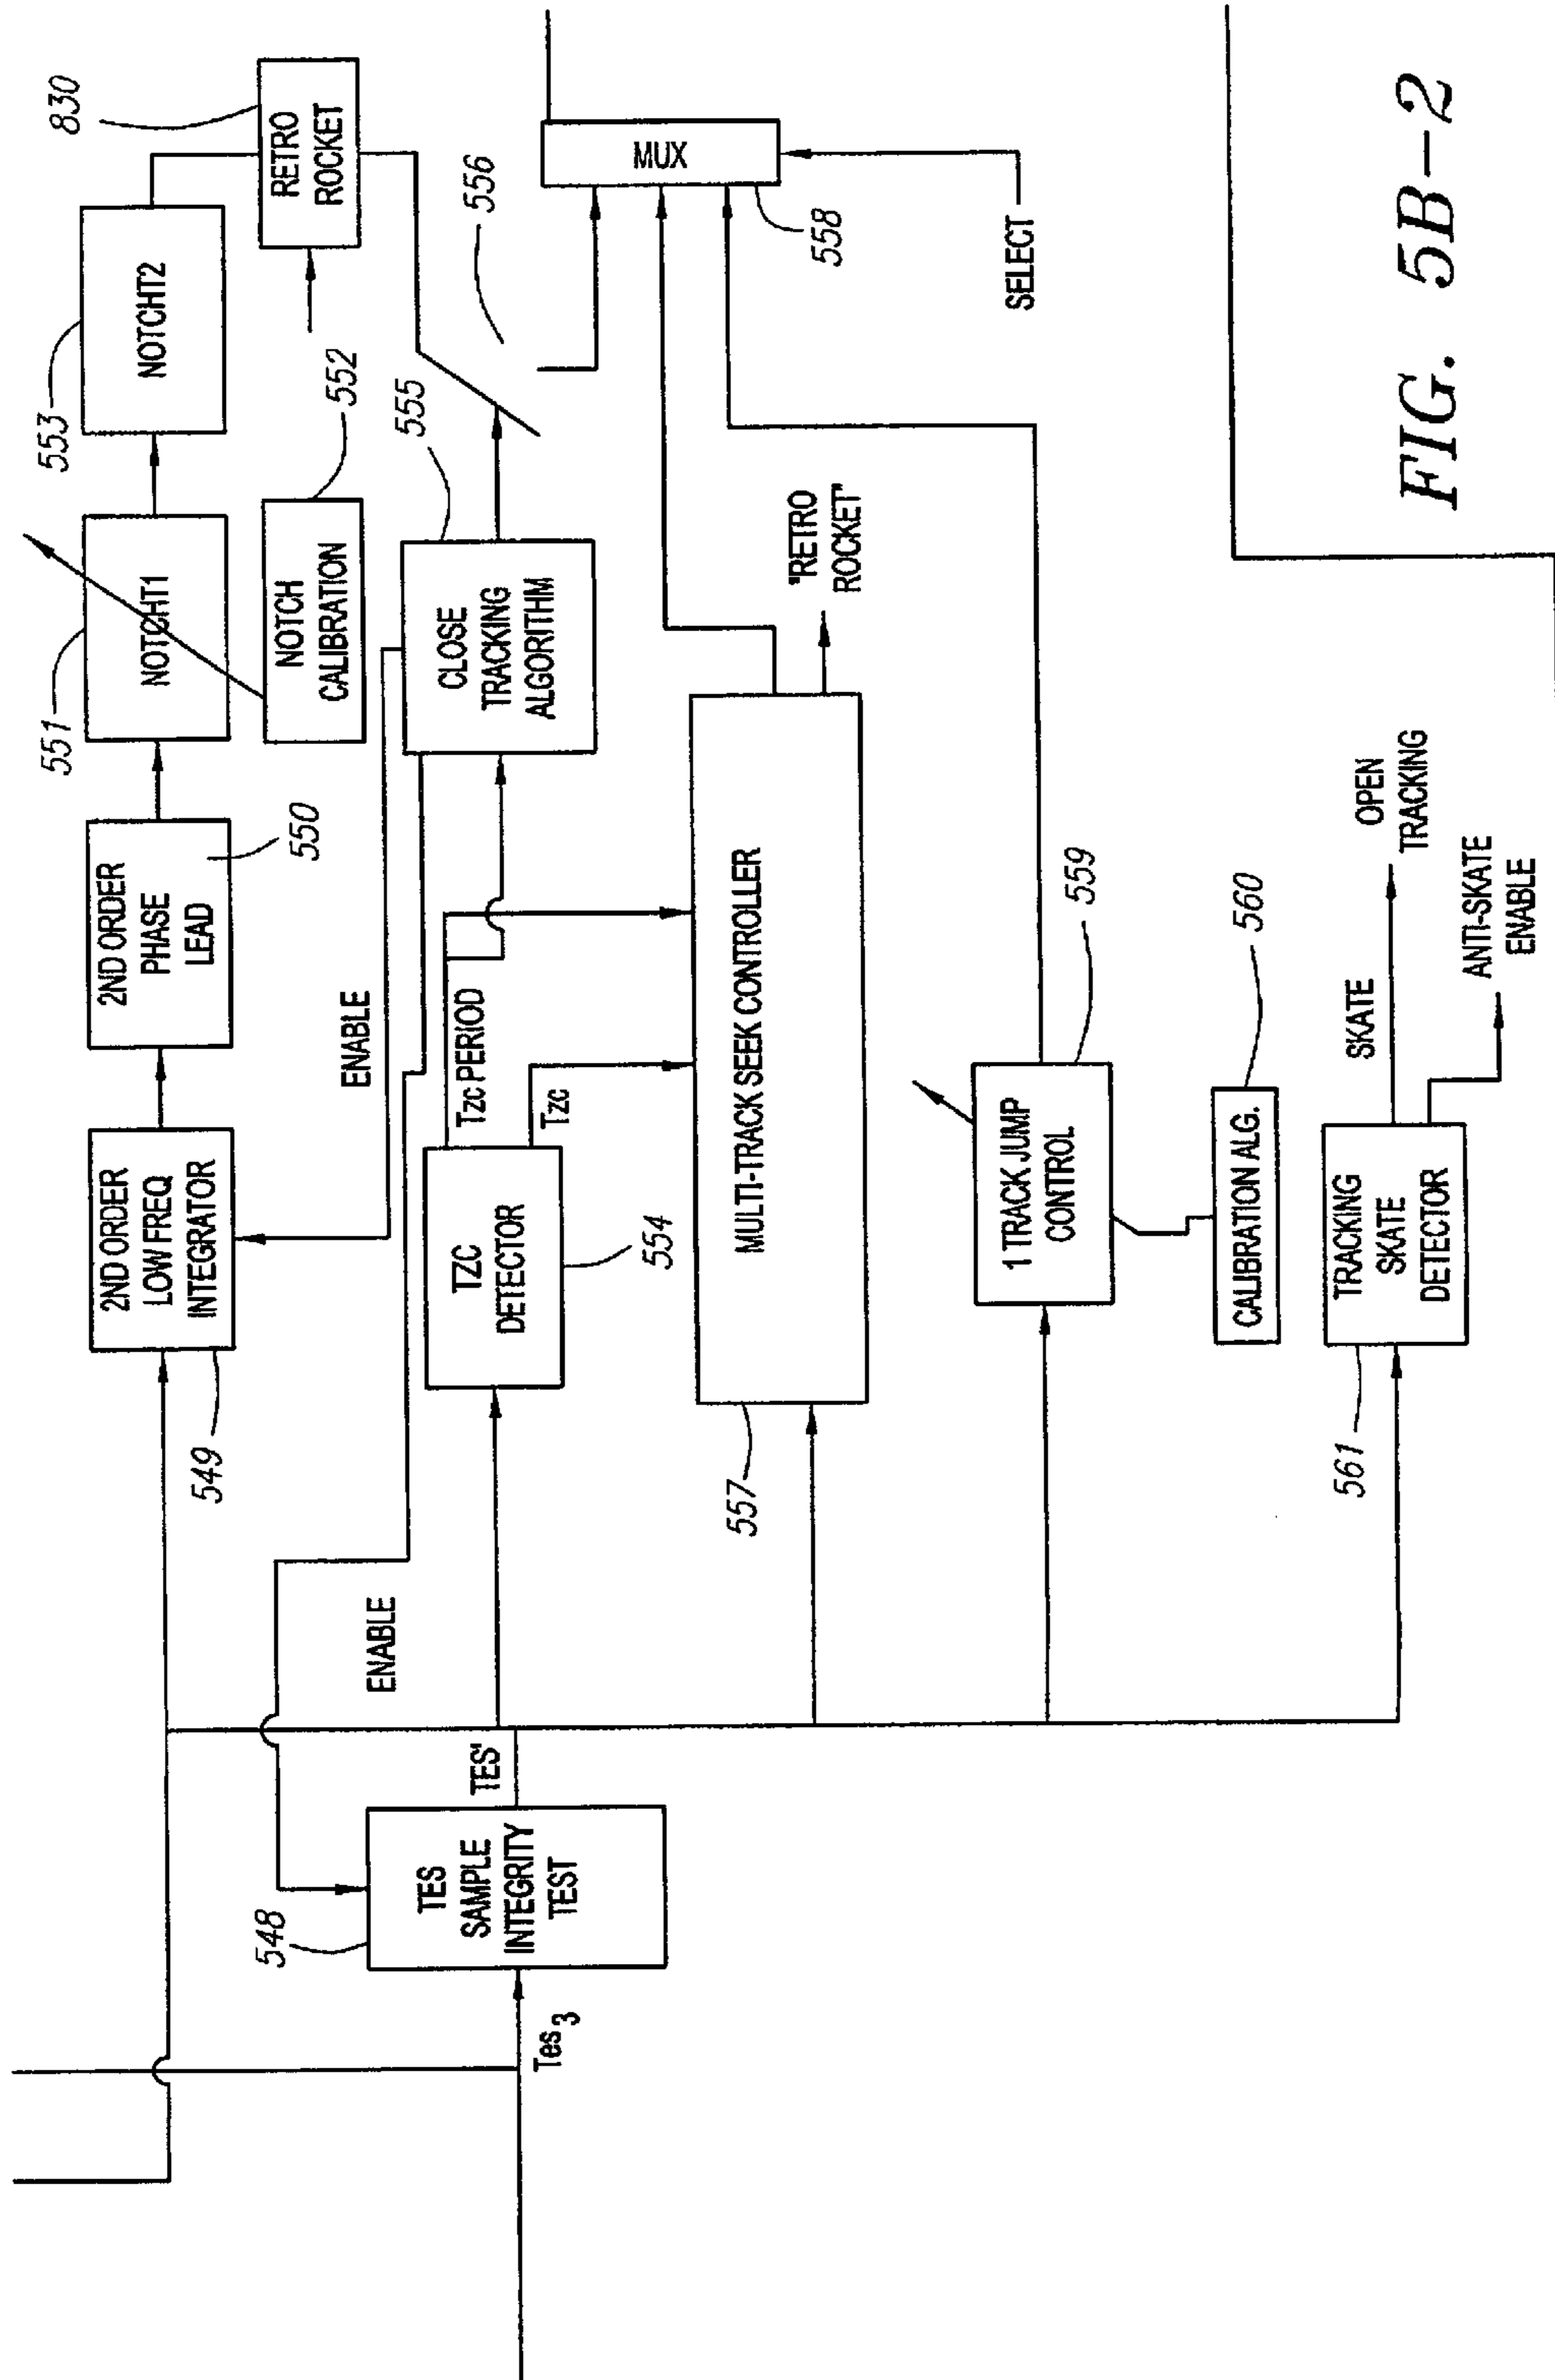 830
RETRO
ROCKET
553
NOTCHT2
551
NOTCHT1
552
NOTCH
CALIBRATION
2ND ORDER
PHASE
LEAD
550
2ND ORDER
LOW FREQ
INTEGRATOR
549
ENABLE
555
CLOSE
TRACKING
ALGORITHM
556
MUX
558
SELECT
TZC PERIOD
TZC
TZC
DETECTOR
554
ENABLE
548
TES
SAMPLE
INTEGRITY
TEST
TES'
Tes3
MULTI-TRACK SEEK CONTROLLER
557
"RETRO
ROCKET"
1 TRACK JUMP
CONTROL
559
CALIBRATION ALG.
560
TRACKING
SKATE
DETECTOR
561
SKATE
OPEN
TRACKING
ANTI-SKATE
ENABLE
FIG. 5B-2